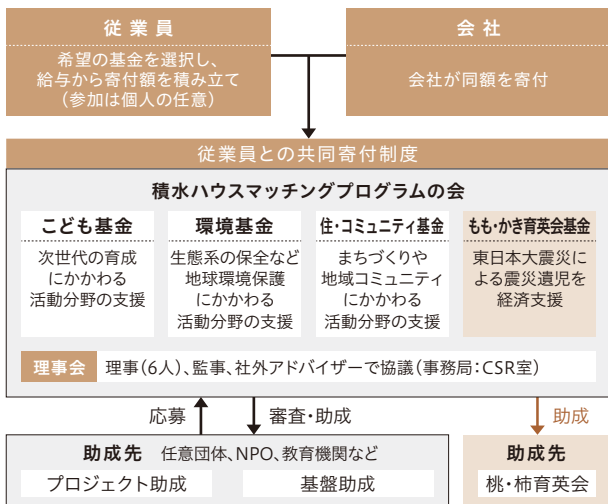 従業員
希望の基金を選択し、
給与から寄付額を積み立て
（参加は個人の任意）
会社
会社が同額を寄付
従業員との共同寄付制度
積水ハウスマッチングプログラムの会
こども基金
次世代の育成
にかかわる
活動分野の支援
環境基金
生態系の保全など
地球環境保護
にかかわる
活動分野の支援
住・コミュニティ基金
まちづくりや
地域コミュニティ
にかかわる
活動分野の支援
もも・かき育英会基金
東日本大震災に
よる震災遺児を
経済支援
理事会 理事（6人）、監事、社外アドバイザーで協議（事務局：CSR室）
応募
審査・助成
助成
助成先 任意団体、NPO、教育機関など
プロジェクト助成
基盤助成
助成先
桃・柿育英会